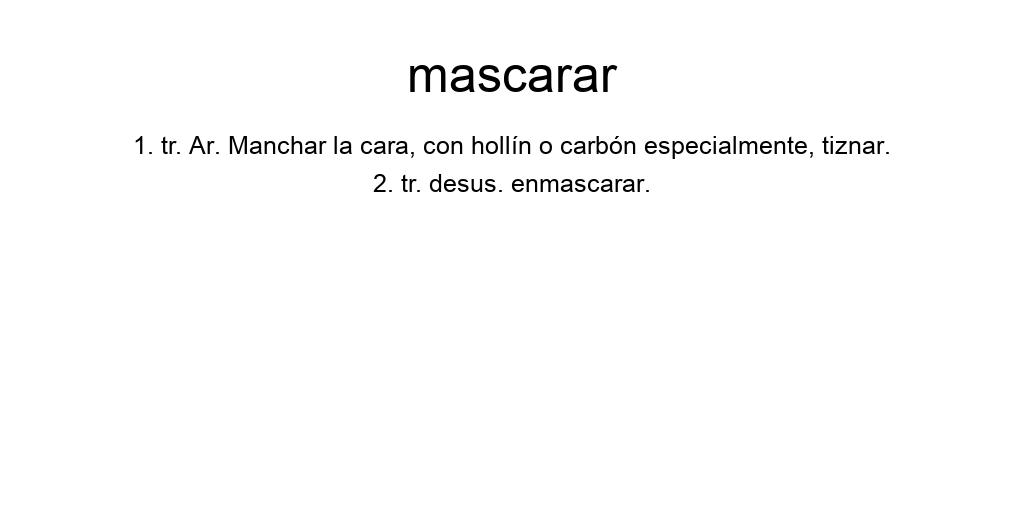 mascarar
1. tr. Ar. Manchar la cara, con hollín o carbón especialmente, tiznar.
2. tr. desus. enmascarar.